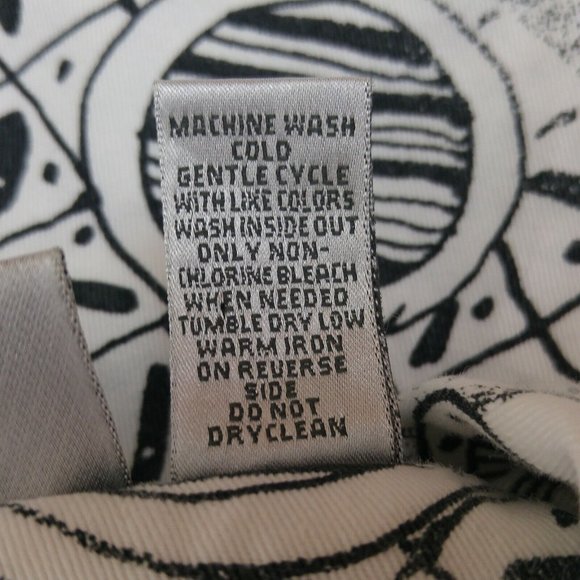 MACHINE WASH
COLD
GENTLE CYCLE
WITH LIKE COLORS
WASH INSIDE OUT
ONLY NON-
CHLORINE BLEACH
WHEN NEEDED
TUMBLE DRY LOW
WARM IRON
ON REVERSE
SIDE
DO NOT
DRYCLEAN